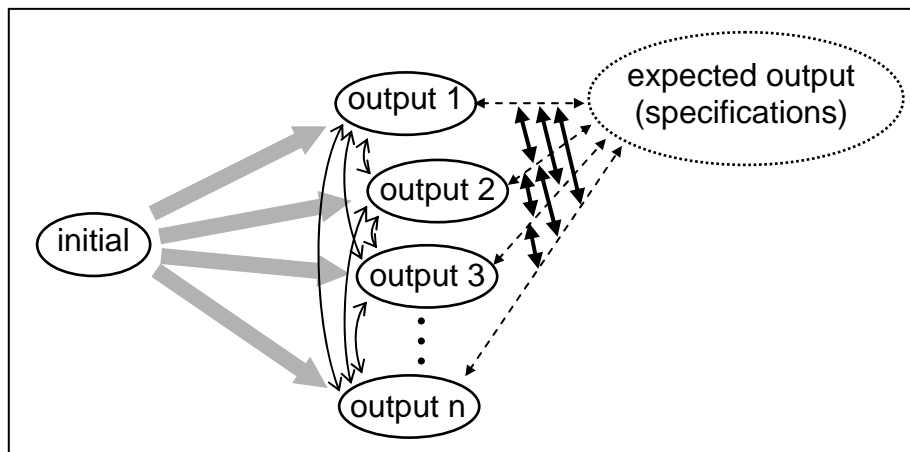 expected output
(specifications)
output 1
output 2
initial
output 3
output n